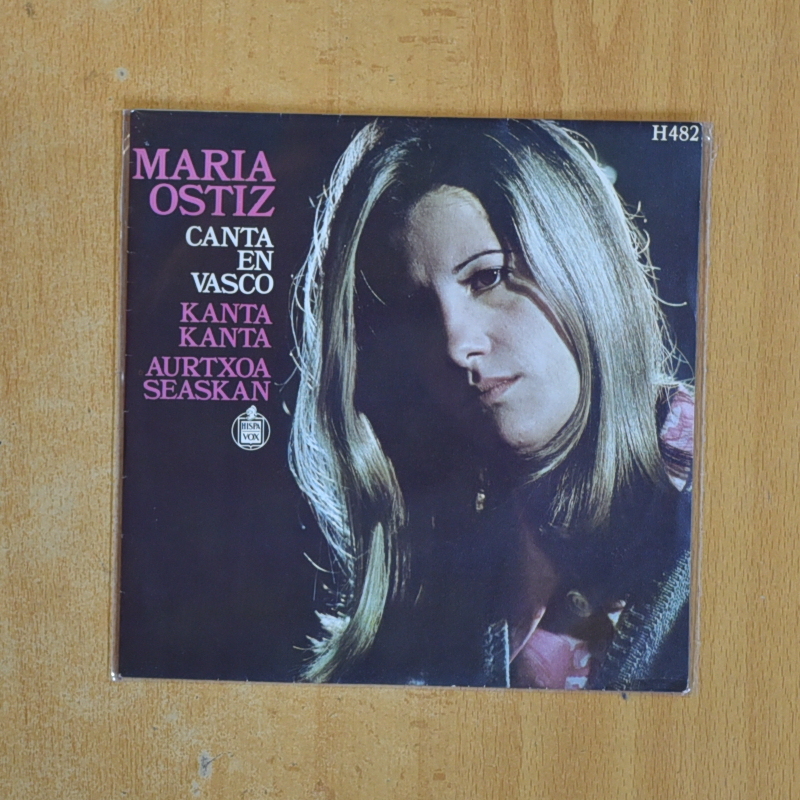 H482
MARIA
OSTIZ
CANTA
EN
VASCO
KANTA
KANTA
AURTXOA
SEASKAN
HISPA
VOX